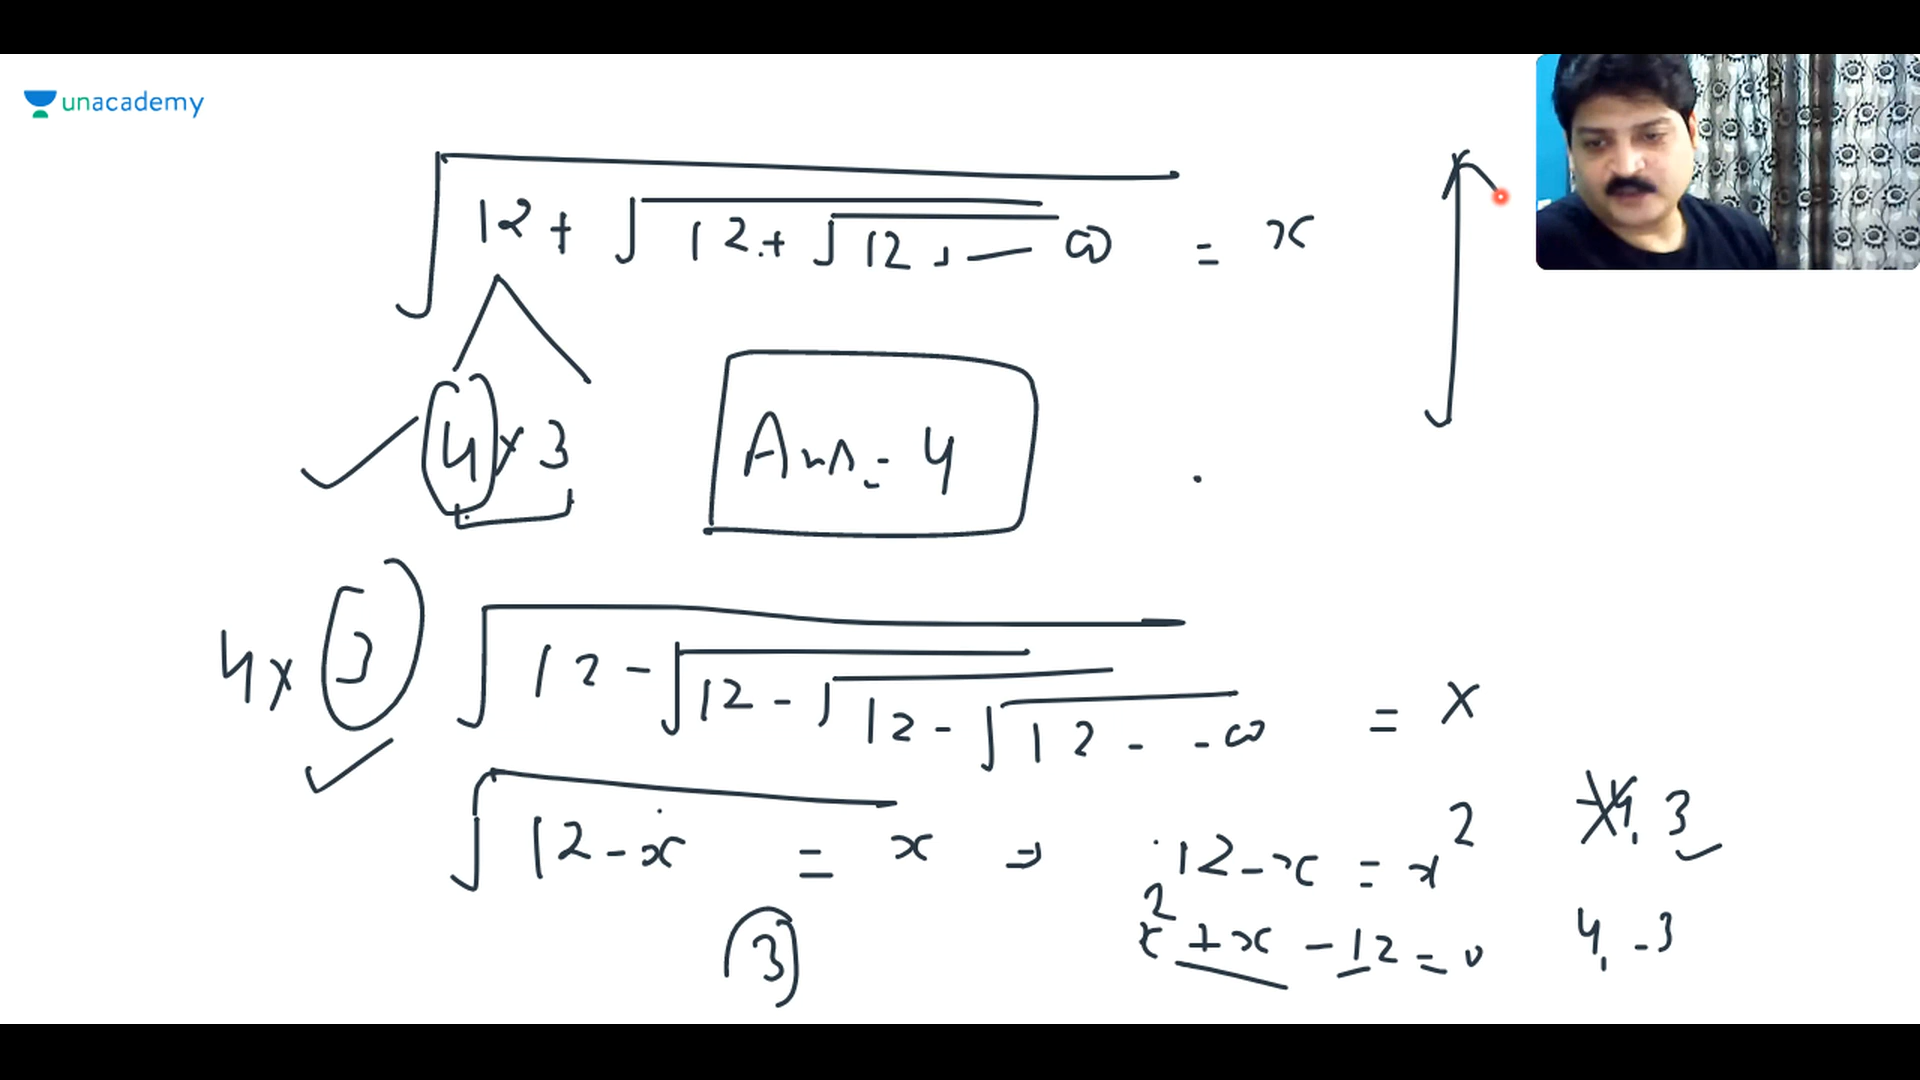 unacademy
√12 + √12 + √12 + — ∞ = x
4 × 3
Ans = 4
4 × 3 √12 - √12 - √12 - √12 - - ∞ = x
√12 - x = x ⇒ 12 - x = x² -4, 3
x² + x - 12 = 0 4, -3
3